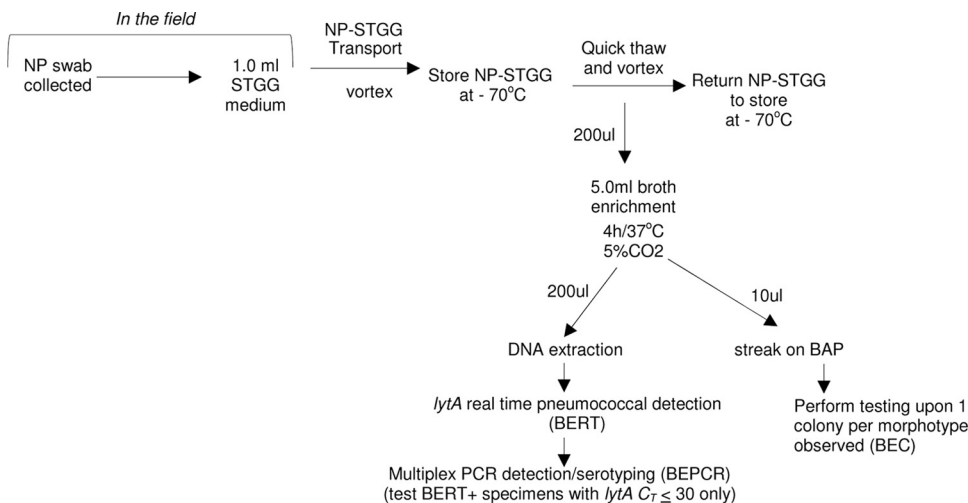 In the field
NP swab
collected
1.0 ml
STGG
medium
NP-STGG
Transport
vortex
Store NP-STGG
at - 70°C
Quick thaw
and vortex
Return NP-STGG
to store
at - 70°C
200ul
5.0ml broth
enrichment
4h/37°C
5%CO2
200ul
10ul
DNA extraction
streak on BAP
lytA real time pneumococcal detection
(BERT)
Perform testing upon 1
colony per morphotype
observed (BEC)
Multiplex PCR detection/serotyping (BEPCR)
(test BERT+ specimens with lytA CT ≤ 30 only)